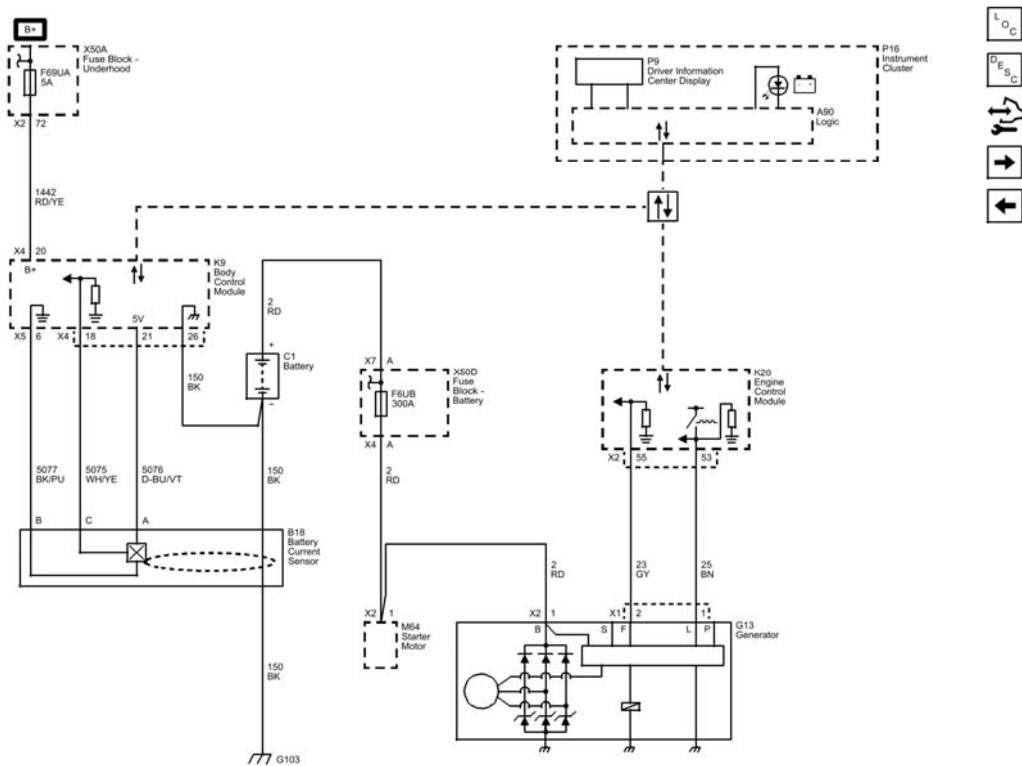 B+
X50A
Fuse Block -
Underhood
F69UA
5A
X2 72
1442
RD/YE
X4 20
B+
K9
Body
Control
Module
5V
X5 6 X4 18 21 26
150
BK
5077
BK/PU
5075
WH/YE
5076
D-BU/VT
B C A
B18
Battery
Current
Sensor
2
RD
+
C1
Battery
-
150
BK
150
BK
G103
X7 A
X50D
Fuse
Block -
Battery
F6UB
300A
X4 A
2
RD
X2 1
M64
Starter
Motor
P16
Instrument
Cluster
P9
Driver Information
Center Display
A90
Logic
K20
Engine
Control
Module
X2 55 53
2
RD
23
GY
25
BN
X2 1 X1 2 1
B S F L P
G13
Generator
LOC
DESC